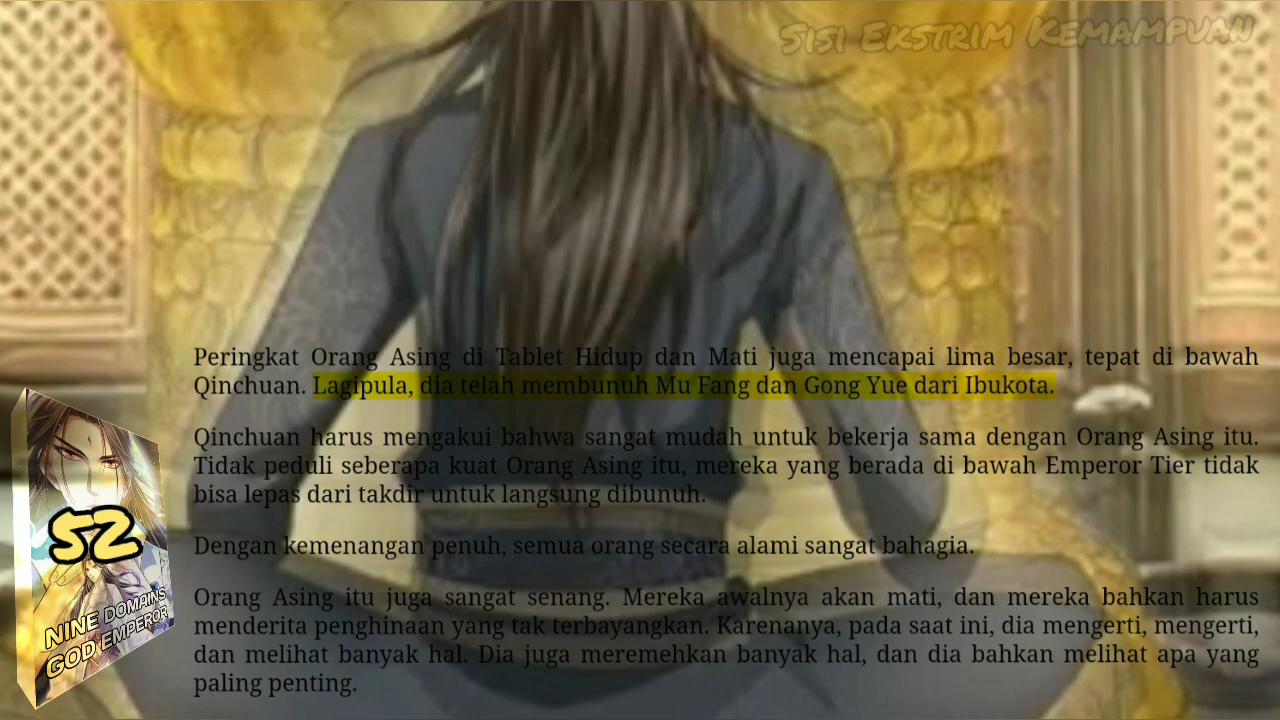 Sisi Ekstrim Kemampuan
Peringkat Orang Asing di Tablet Hidup dan Mati juga mencapai lima besar, tepat di bawah
Qinchuan. Lagipula, dia telah membunuh Mu Fang dan Gong Yue dari Ibukota.
Qinchuan harus mengakui bahwa sangat mudah untuk bekerja sama dengan Orang Asing itu.
Tidak peduli seberapa kuat Orang Asing itu, mereka yang berada di bawah Emperor Tier tidak
bisa lepas dari takdir untuk langsung dibunuh.
Dengan kemenangan penuh, semua orang secara alami sangat bahagia.
Orang Asing itu juga sangat senang. Mereka awalnya akan mati, dan mereka bahkan harus
menderita penghinaan yang tak terbayangkan. Karenanya, pada saat ini, dia mengerti, mengerti,
dan melihat banyak hal. Dia juga meremehkan banyak hal, dan dia bahkan melihat apa yang
paling penting.
52
NINE DOMAINS
GOD EMPEROR